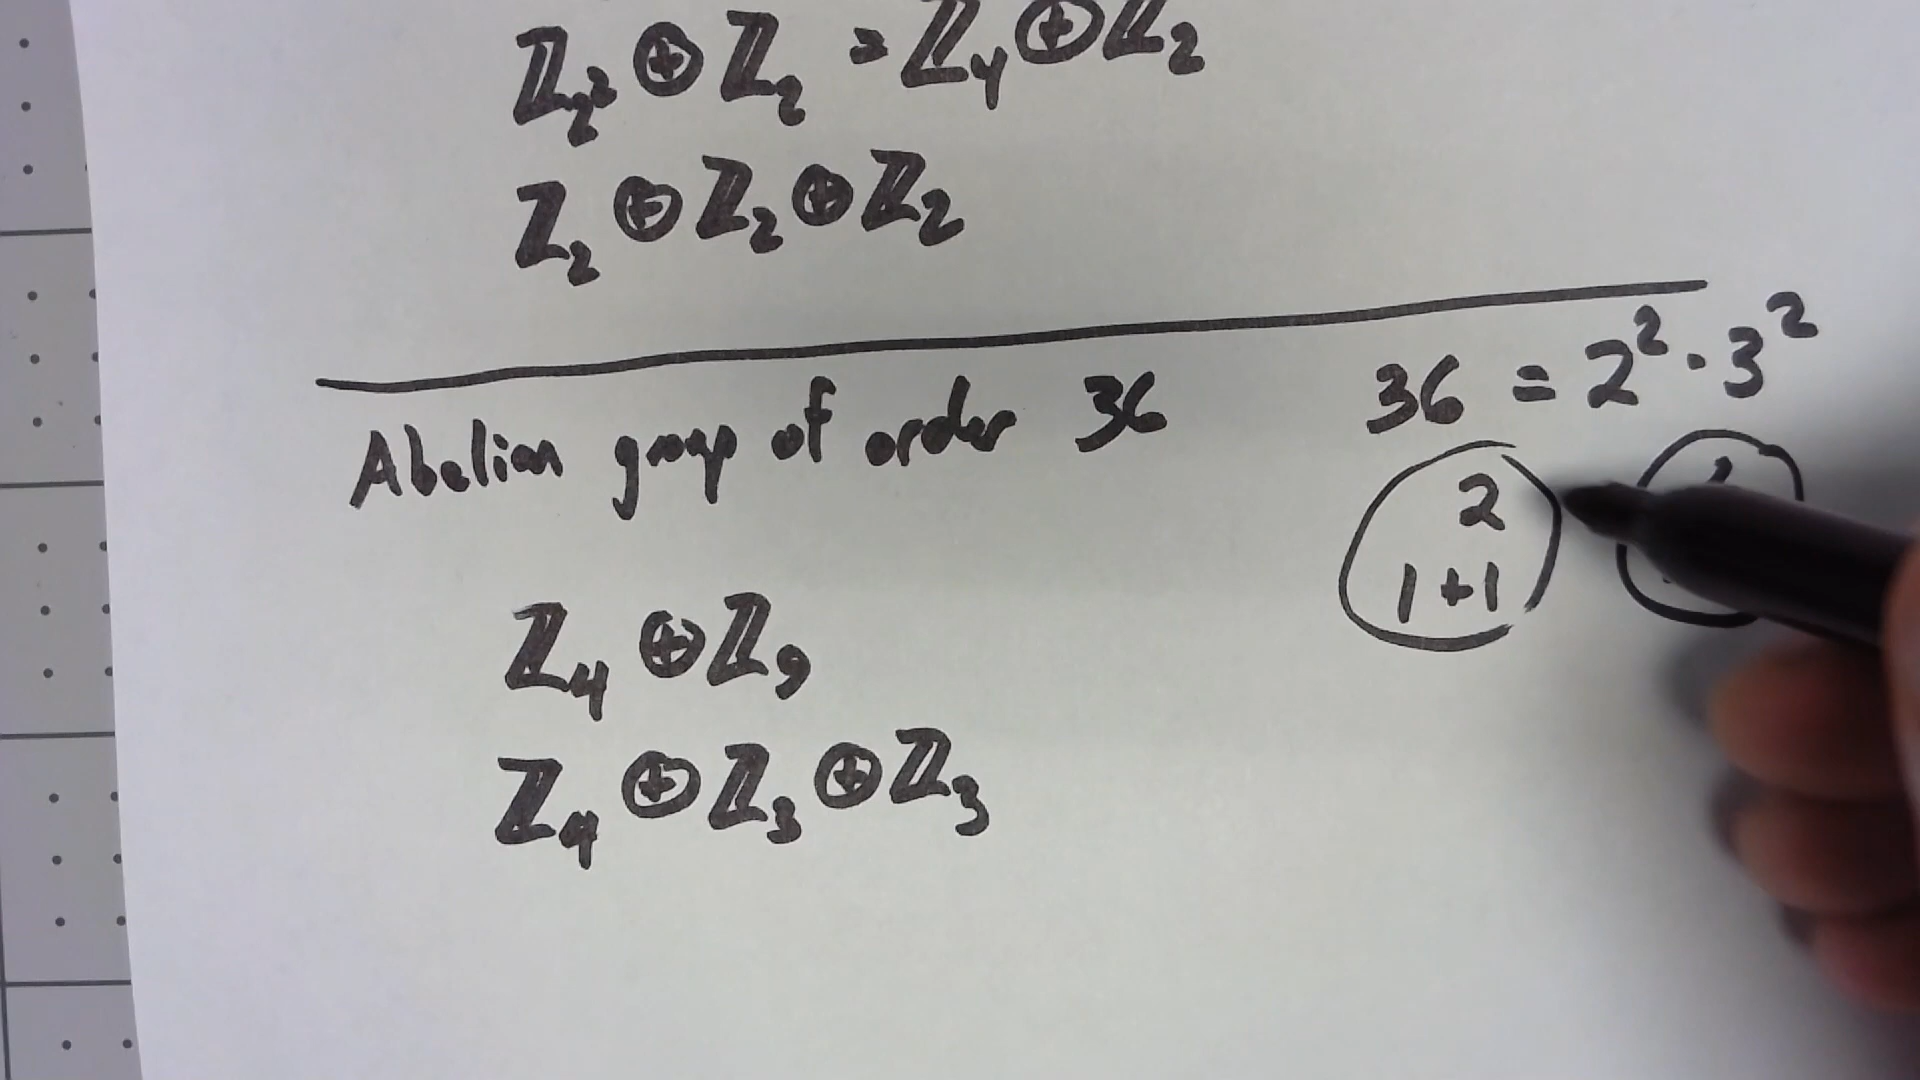 ℤ₂² ⊕ ℤ₂ = ℤ₄ ⊕ ℤ₂
ℤ₂ ⊕ ℤ₂ ⊕ ℤ₂
Abelian group of order 36
36 = 2² · 3²
2
1+1
ℤ₄ ⊕ ℤ₉
ℤ₄ ⊕ ℤ₃ ⊕ ℤ₃